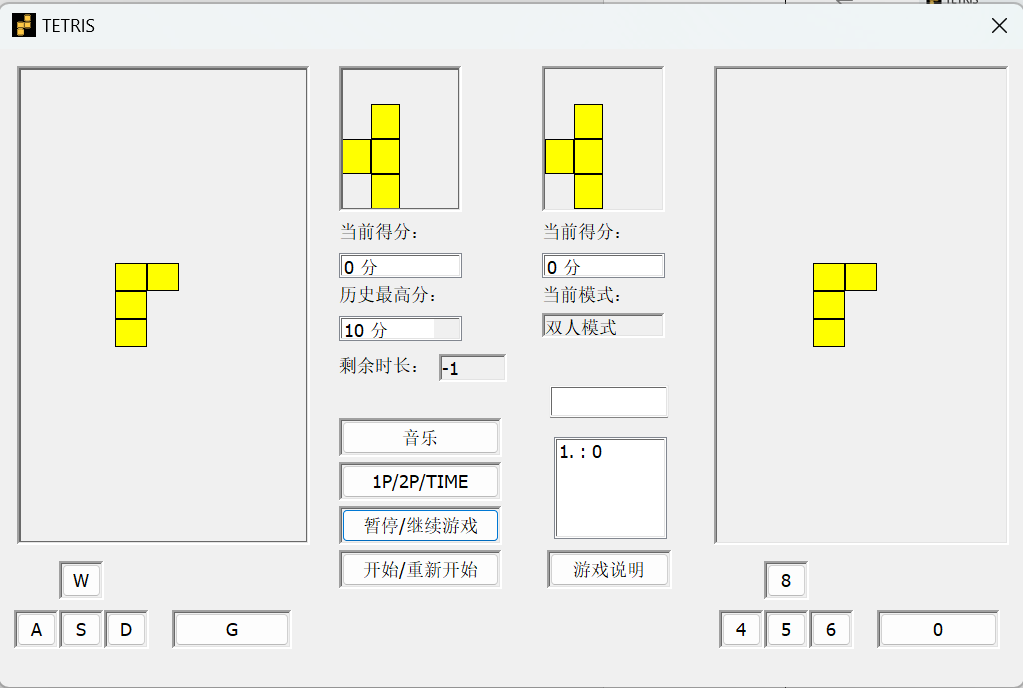 TETRIS
当前得分：
当前得分：
0 分
0 分
历史最高分：
当前模式：
10 分
双人模式
剩余时长：
-1
音乐
1. : 0
1P/2P/TIME
暂停/继续游戏
开始/重新开始
游戏说明
W
8
A S D
G
4 5 6
0